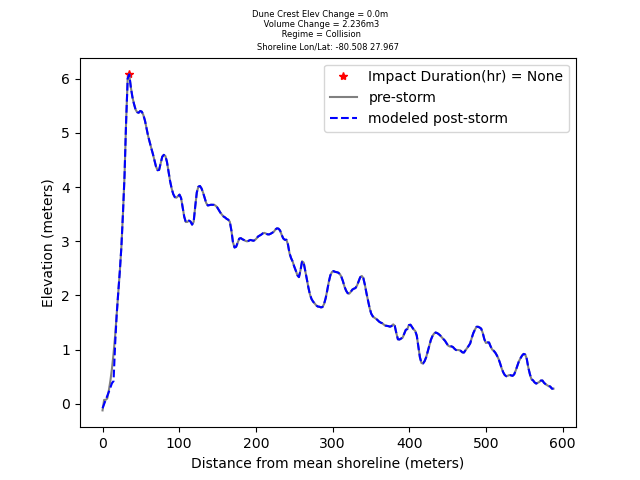 Dune Crest Elev Change = 0.0m
Volume Change = 2.236m3
Regime = Collision
Shoreline Lon/Lat: -80.508 27.967
Impact Duration(hr) = None
pre-storm
modeled post-storm
Elevation (meters)
6
5
4
3
2
1
0
0 100 200 300 400 500 600
Distance from mean shoreline (meters)